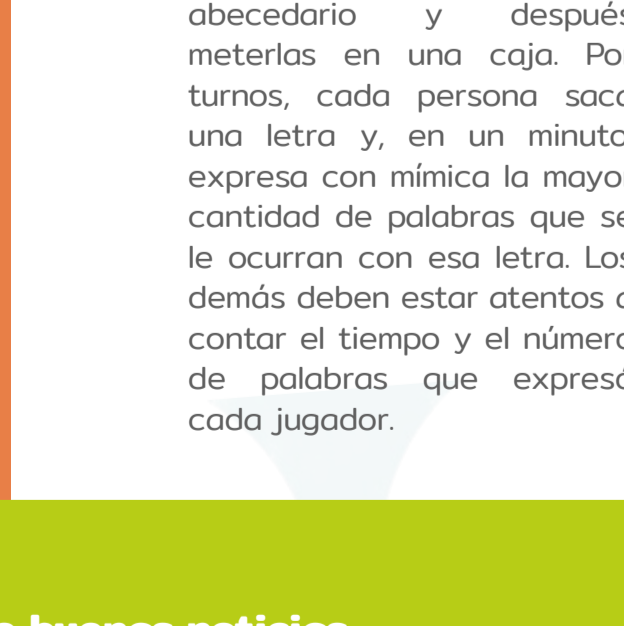 abecedario y después
meterlas en una caja. Por
turnos, cada persona saca
una letra y, en un minuto
expresa con mímica la mayor
cantidad de palabras que se
le ocurran con esa letra. Los
demás deben estar atentos a
contar el tiempo y el número
de palabras que expresó
cada jugador.
buenas noticias